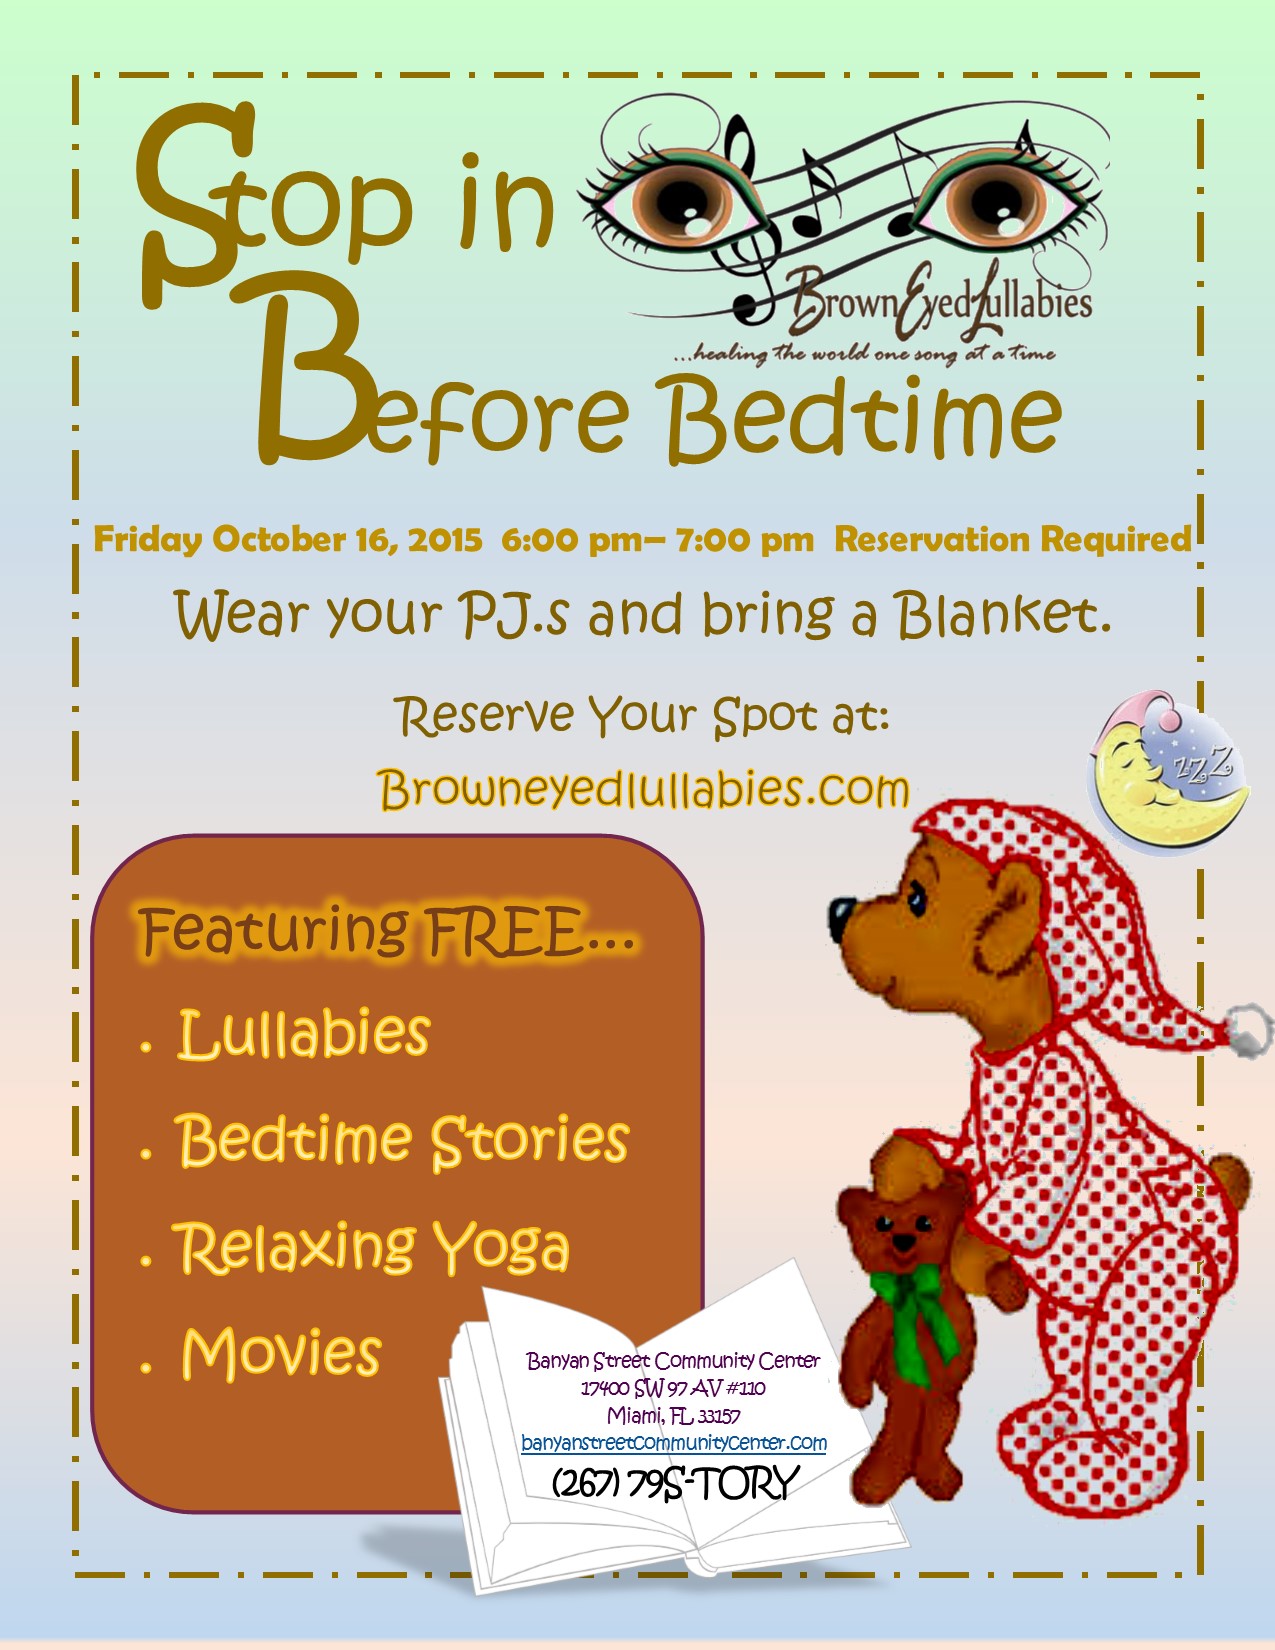 Stop in
BrownEyedLullabies
...healing the world one song at a time
Before Bedtime
Friday October 16, 2015 6:00 pm– 7:00 pm Reservation Required
Wear your PJ.s and bring a Blanket.
Reserve Your Spot at:
Browneyedlullabies.com
zzZ
Featuring FREE...
. Lullabies
. Bedtime Stories
. Relaxing Yoga
. Movies
Banyan Street Community Center
17400 SW 97 AV #110
Miami, FL 33157
banyanstreetcommunitycenter.com
(267) 79S-TORY